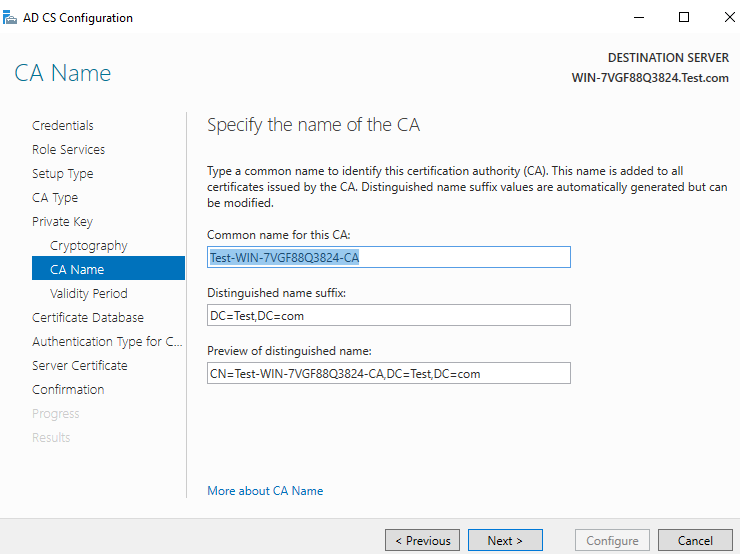 AD CS Configuration
CA Name
DESTINATION SERVER
WIN-7VGF88Q3824.Test.com
Credentials
Role Services
Setup Type
CA Type
Private Key
Cryptography
CA Name
Validity Period
Certificate Database
Authentication Type for C...
Server Certificate
Confirmation
Progress
Results
Specify the name of the CA
Type a common name to identify this certification authority (CA). This name is added to all
certificates issued by the CA. Distinguished name suffix values are automatically generated but can
be modified.
Common name for this CA:
Test-WIN-7VGF88Q3824-CA
Distinguished name suffix:
DC=Test,DC=com
Preview of distinguished name:
CN=Test-WIN-7VGF88Q3824-CA,DC=Test,DC=com
More about CA Name
< Previous
Next >
Configure
Cancel